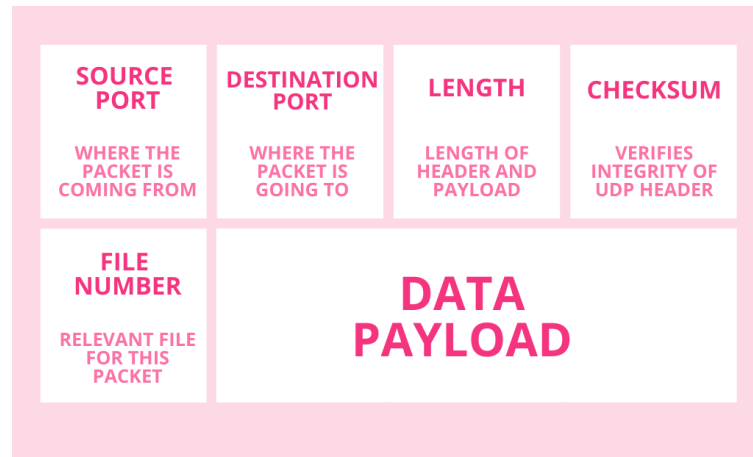 SOURCE
PORT
WHERE THE
PACKET IS
COMING FROM
DESTINATION
PORT
WHERE THE
PACKET IS
GOING TO
LENGTH
LENGTH OF
HEADER AND
PAYLOAD
CHECKSUM
VERIFIES
INTEGRITY OF
UDP HEADER
FILE
NUMBER
RELEVANT FILE
FOR THIS
PACKET
DATA
PAYLOAD